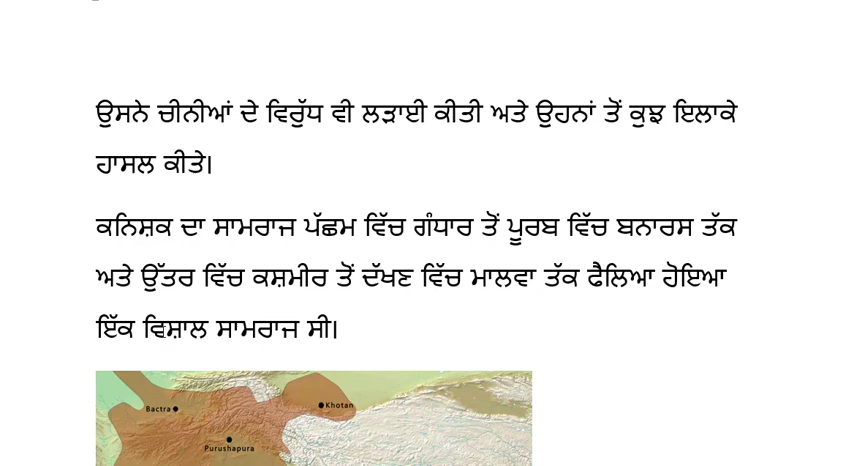 ਉਸਨੇ ਚੀਨੀਆਂ ਦੇ ਵਿਰੁੱਧ ਵੀ ਲੜਾਈ ਕੀਤੀ ਅਤੇ ਉਹਨਾਂ ਤੋਂ ਕੁਝ ਇਲਾਕੇ
ਹਾਸਲ ਕੀਤੇ।
ਕਨਿਸ਼ਕ ਦਾ ਸਾਮਰਾਜ ਪੱਛਮ ਵਿੱਚ ਗੰਧਾਰ ਤੋਂ ਪੂਰਬ ਵਿੱਚ ਬਨਾਰਸ ਤੱਕ
ਅਤੇ ਉੱਤਰ ਵਿੱਚ ਕਸ਼ਮੀਰ ਤੋਂ ਦੱਖਣ ਵਿੱਚ ਮਾਲਵਾ ਤੱਕ ਫੈਲਿਆ ਹੋਇਆ
ਇੱਕ ਵਿਸ਼ਾਲ ਸਾਮਰਾਜ ਸੀ।
Bactra
Khotan
Purushapura